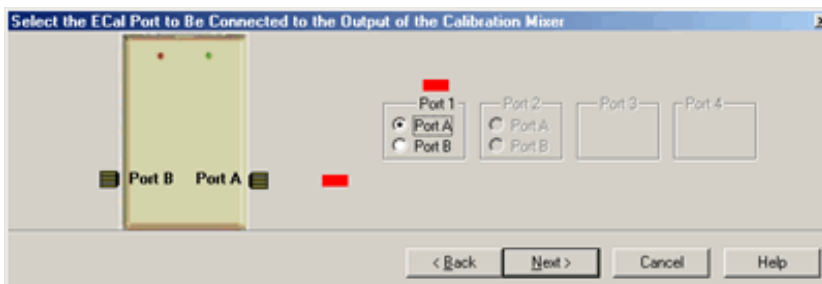 Select the ECal Port to Be Connected to the Output of the Calibration Mixer
Port 1 Port 2 Port 3 Port 4
Port A Port A
Port B Port B
Port B Port A
< Back Next > Cancel Help